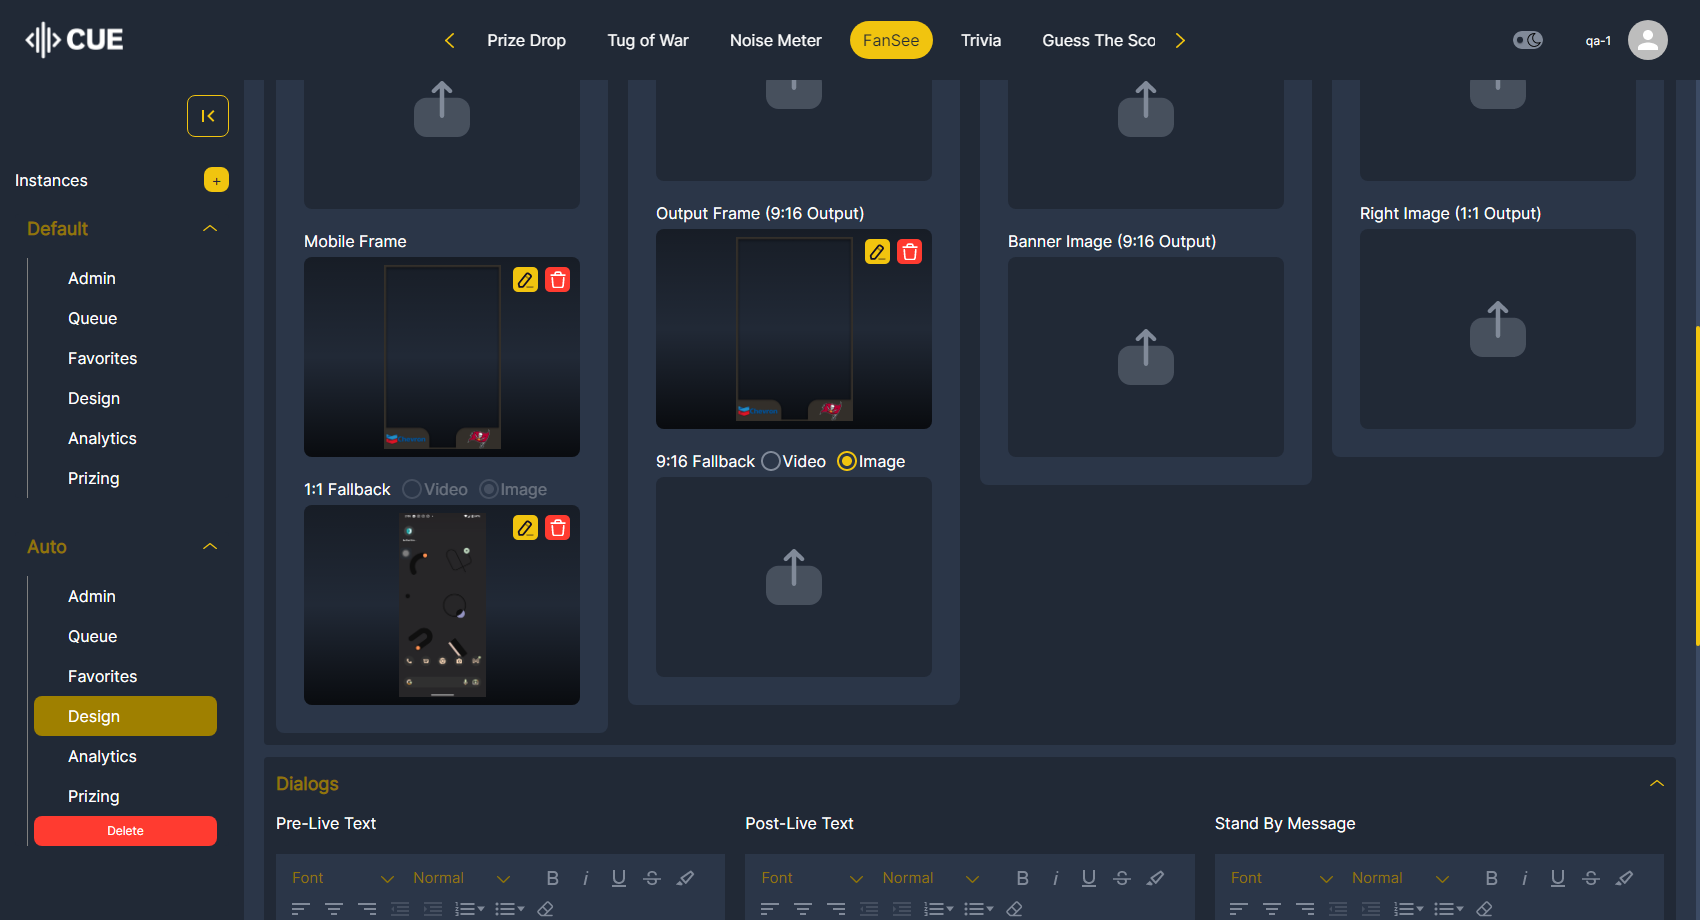 CUE
Prize Drop
Tug of War
Noise Meter
FanSee
Trivia
Guess The Sco
qa-1
Instances
+
Default
Admin
Queue
Favorites
Design
Analytics
Prizing
Auto
Admin
Queue
Favorites
Design
Analytics
Prizing
Delete
Mobile Frame
1:1 Fallback Video Image
Output Frame (9:16 Output)
9:16 Fallback Video Image
Banner Image (9:16 Output)
Right Image (1:1 Output)
Dialogs
Pre-Live Text
Font Normal B i U S
Post-Live Text
Font Normal B i U S
Stand By Message
Font Normal B i U S